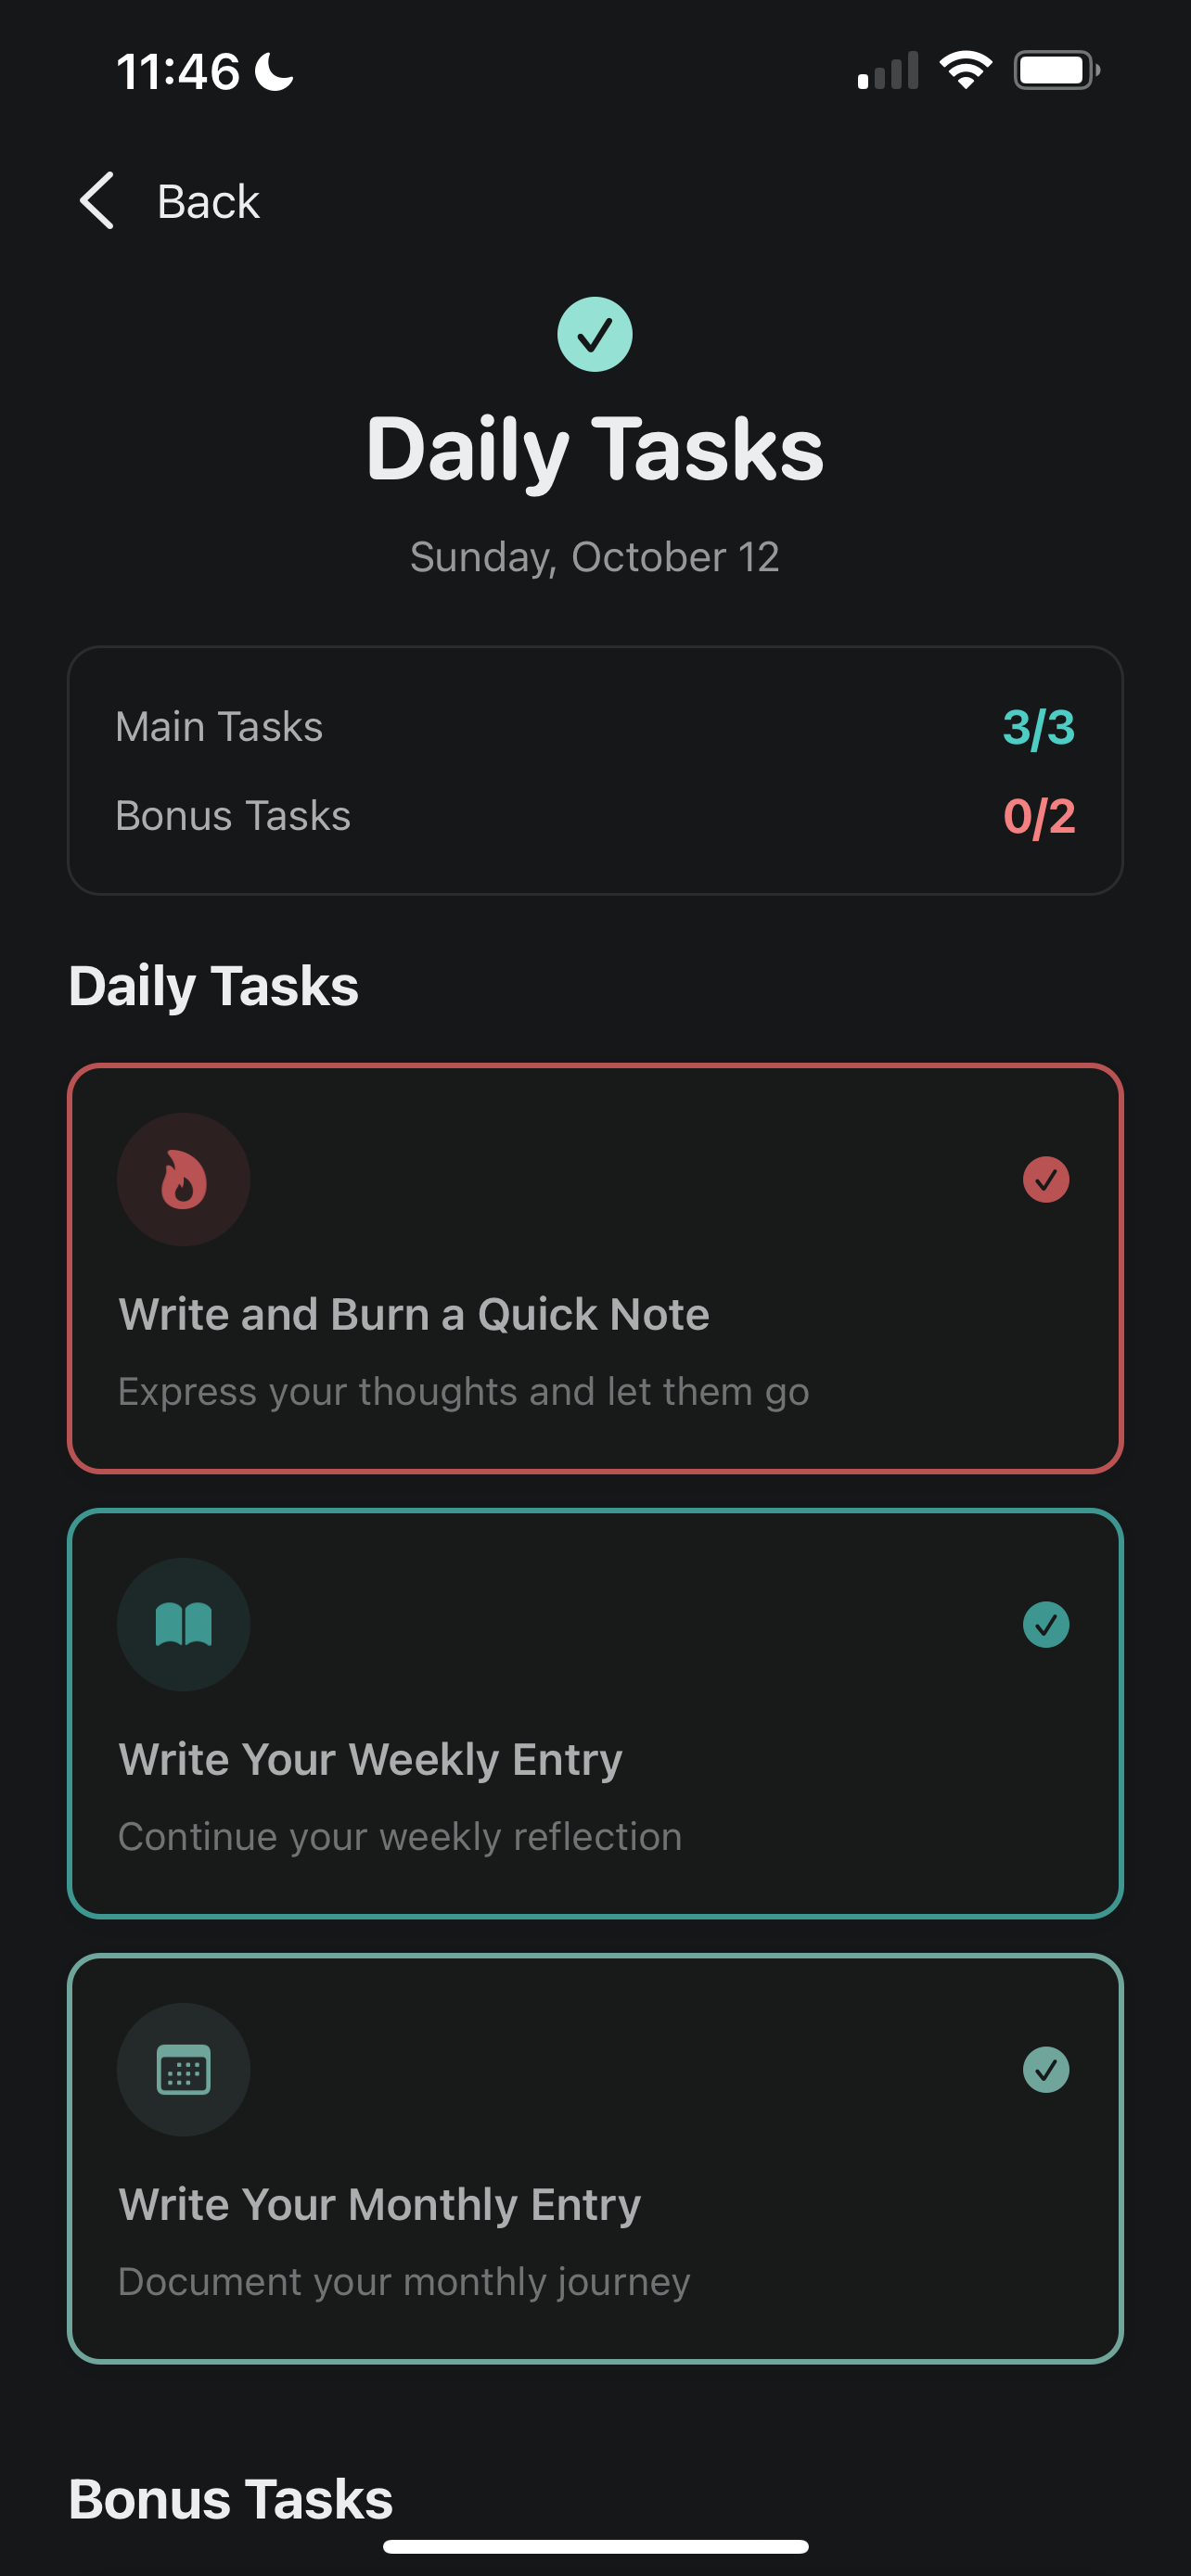 11:46
Back
Daily Tasks
Sunday, October 12
Main Tasks 3/3
Bonus Tasks 0/2
Daily Tasks
Write and Burn a Quick Note
Express your thoughts and let them go
Write Your Weekly Entry
Continue your weekly reflection
Write Your Monthly Entry
Document your monthly journey
Bonus Tasks